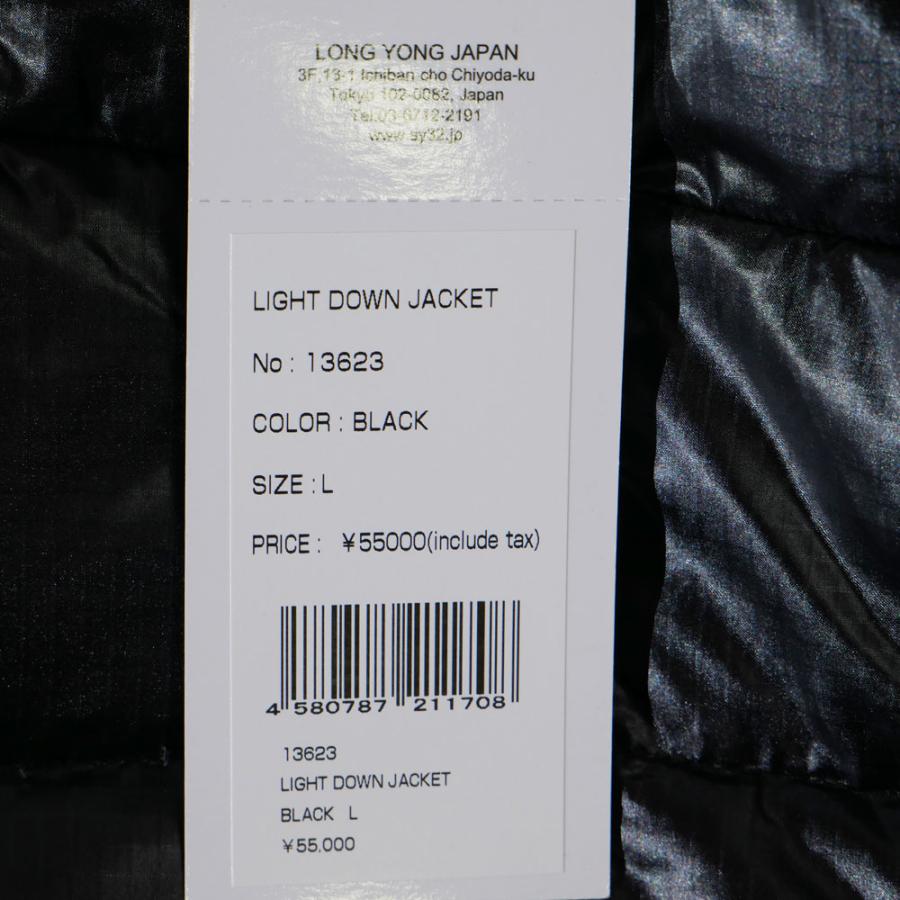 LONG YONG JAPAN
3F,13-1 Ichiban cho Chiyoda-ku
Tokyo 102-0082, Japan
Tel.03-6712-2191
www.sy32.jp
LIGHT DOWN JACKET
No : 13623
COLOR : BLACK
SIZE : L
PRICE : ¥55000(include tax)
4 580787 211708
13623
LIGHT DOWN JACKET
BLACK L
¥55,000